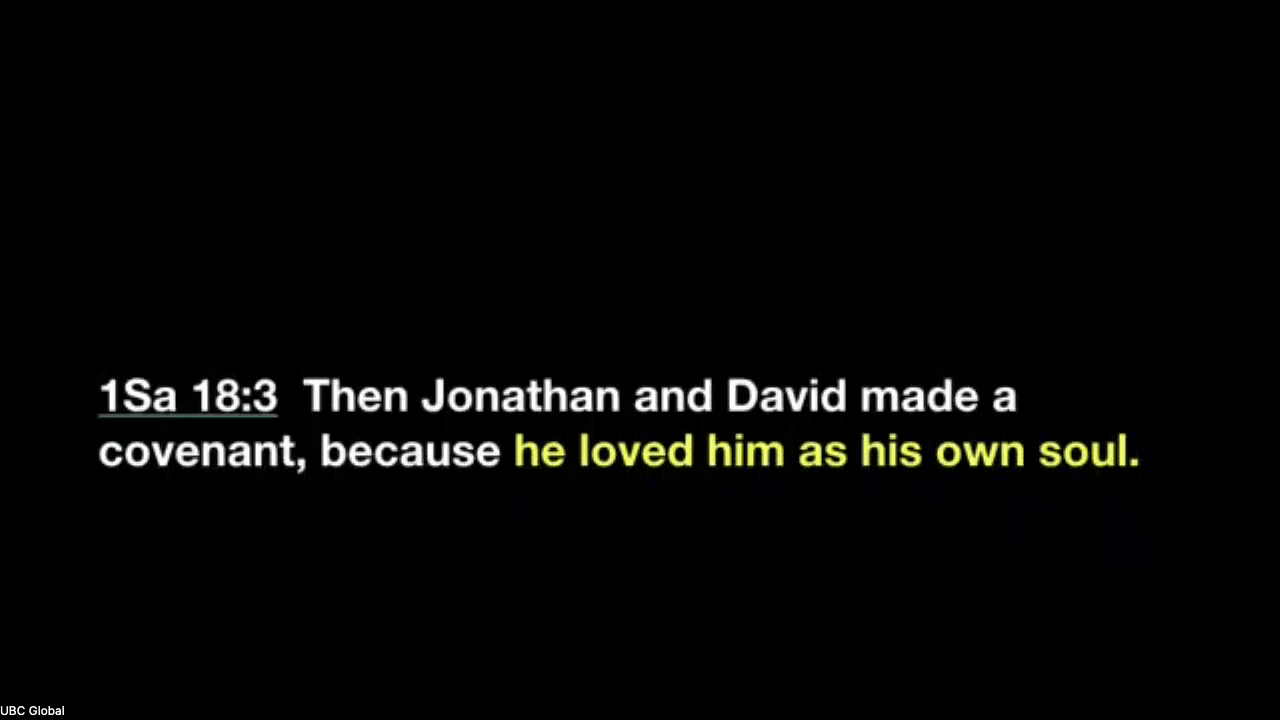 1Sa 18:3  Then Jonathan and David made a
covenant, because he loved him as his own soul.
UBC Global